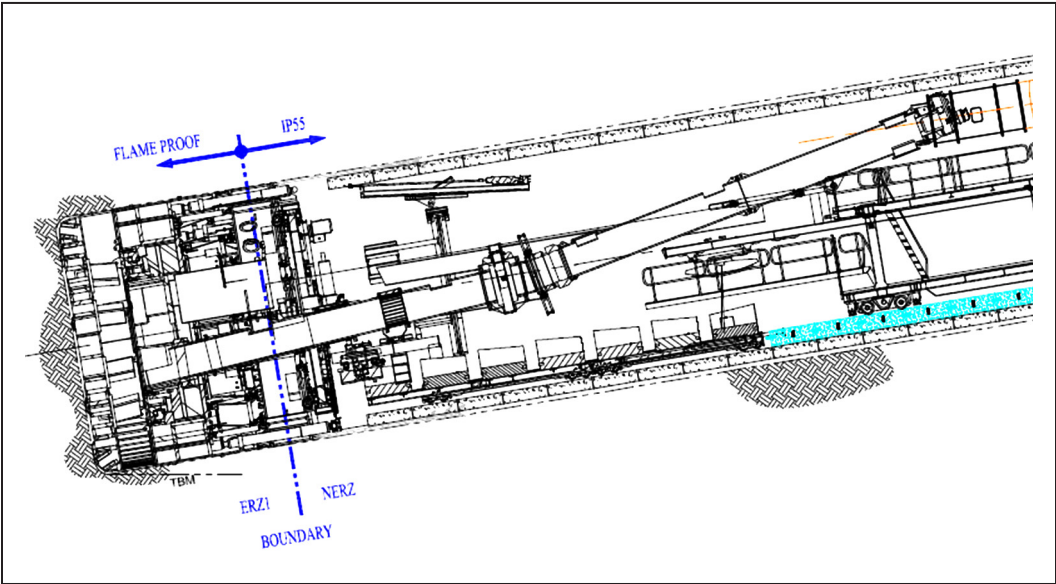 FLAME PROOF
IP55
TBM
ERZ1
NERZ
BOUNDARY